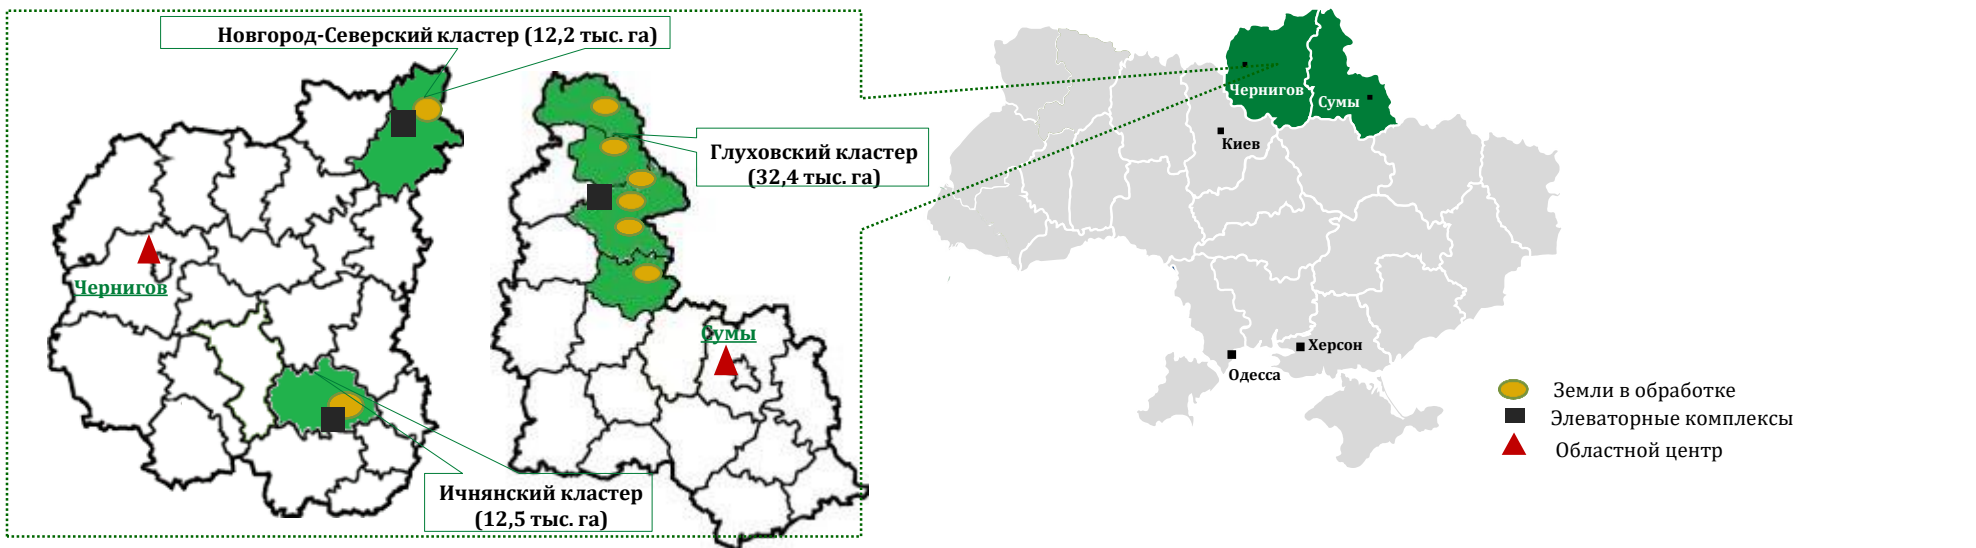 Новгород-Северский кластер (12,2 тыс. га)
Глуховский кластер
(32,4 тыс. га)
Чернигов
Сумы
Ичнянский кластер
(12,5 тыс. га)
Чернигов
Сумы
Киев
Херсон
Одесса
Земли в обработке
Элеваторные комплексы
Областной центр